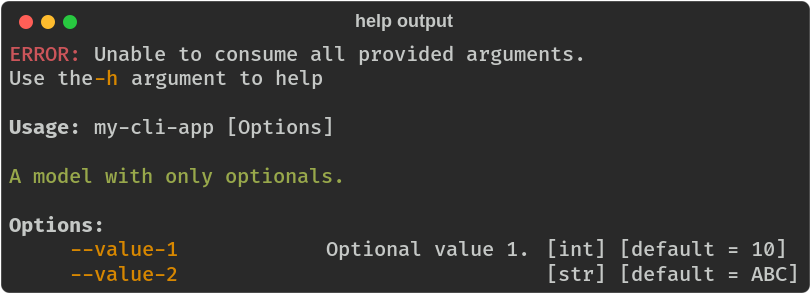 help output
ERROR: Unable to consume all provided arguments.
Use the-h argument to help
Usage: my-cli-app [Options]
A model with only optionals.
Options:
--value-1 Optional value 1. [int] [default = 10]
--value-2 [str] [default = ABC]